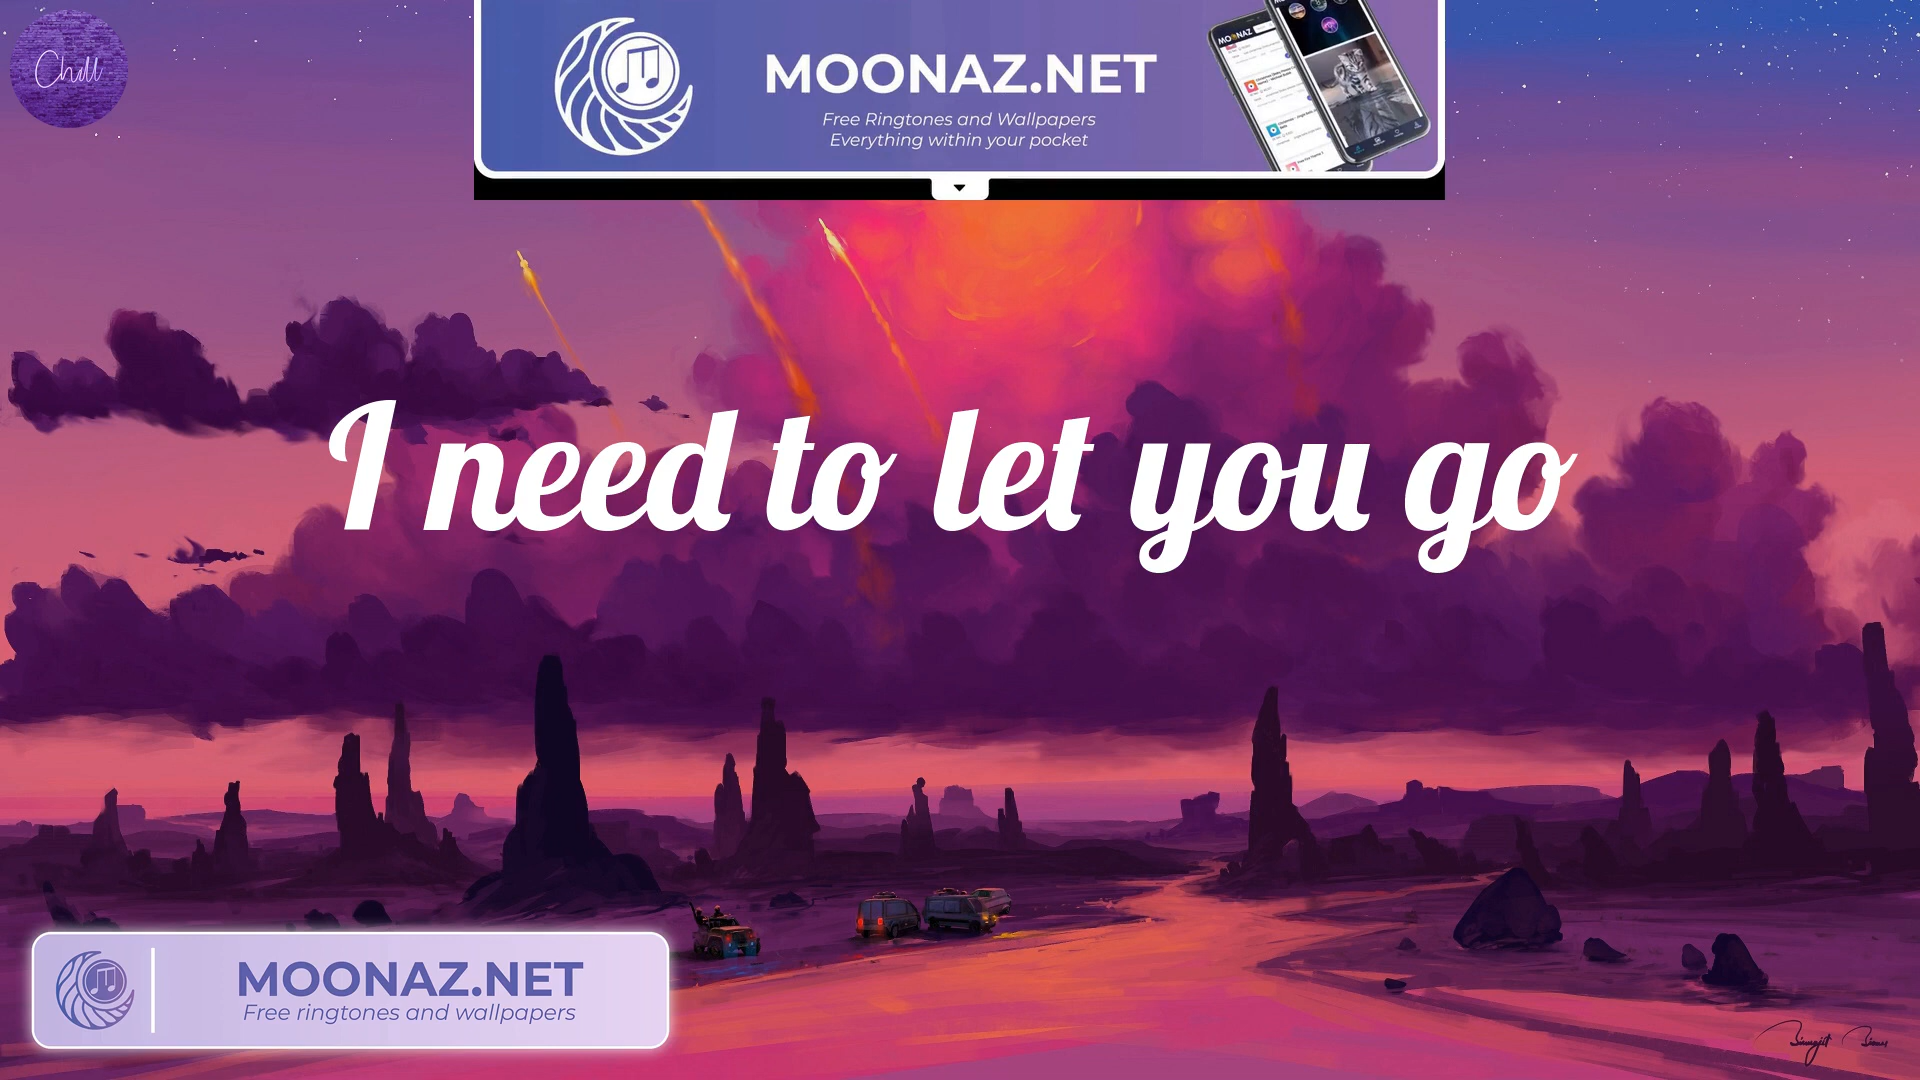 Chill
MOONAZ.NET
Free Ringtones and Wallpapers
Everything within your pocket
I need to let you go
MOONAZ.NET
Free ringtones and wallpapers